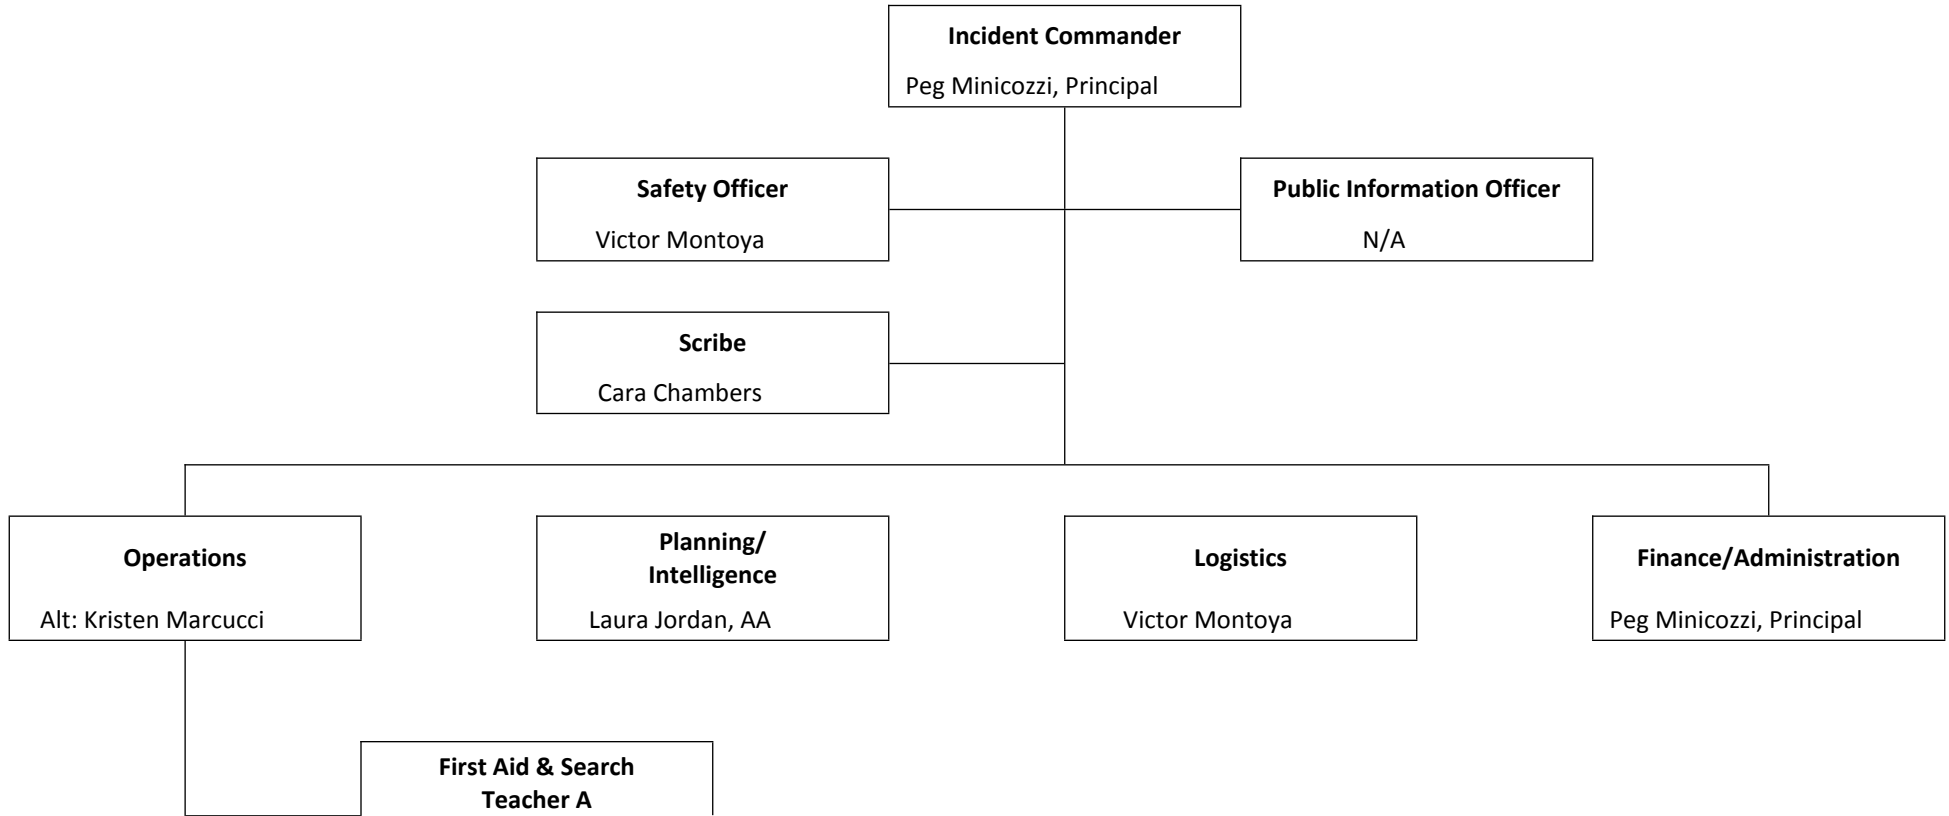 Incident Commander
Peg Minicozzi, Principal
Safety Officer
Victor Montoya
Public Information Officer
N/A
Scribe
Cara Chambers
Operations
Alt: Kristen Marcucci
Planning/
Intelligence
Laura Jordan, AA
Logistics
Victor Montoya
Finance/Administration
Peg Minicozzi, Principal
First Aid & Search
Teacher A